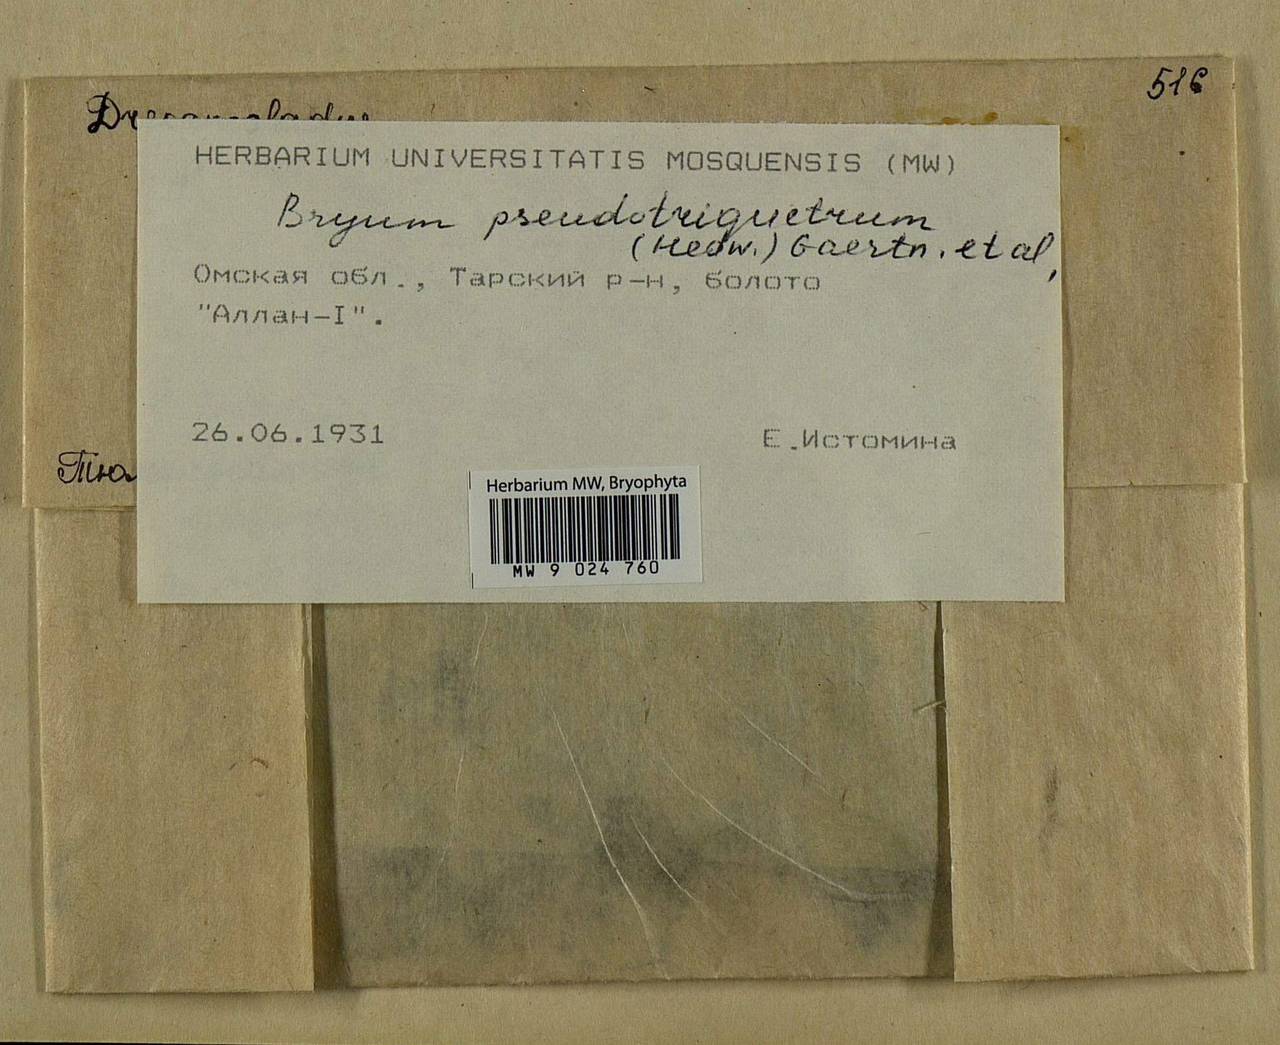 516
HERBARIUM UNIVERSITATIS MOSQUENSIS (MW)
Bryum pseudotriquetrum
(Hedw.) Gaertn. et al,
Омская обл., Тарский р-н, болото
"Аллан-I".
26.06.1931
Е.Истомина
Тюл
Herbarium MW, Bryophyta
MW 9 024 760